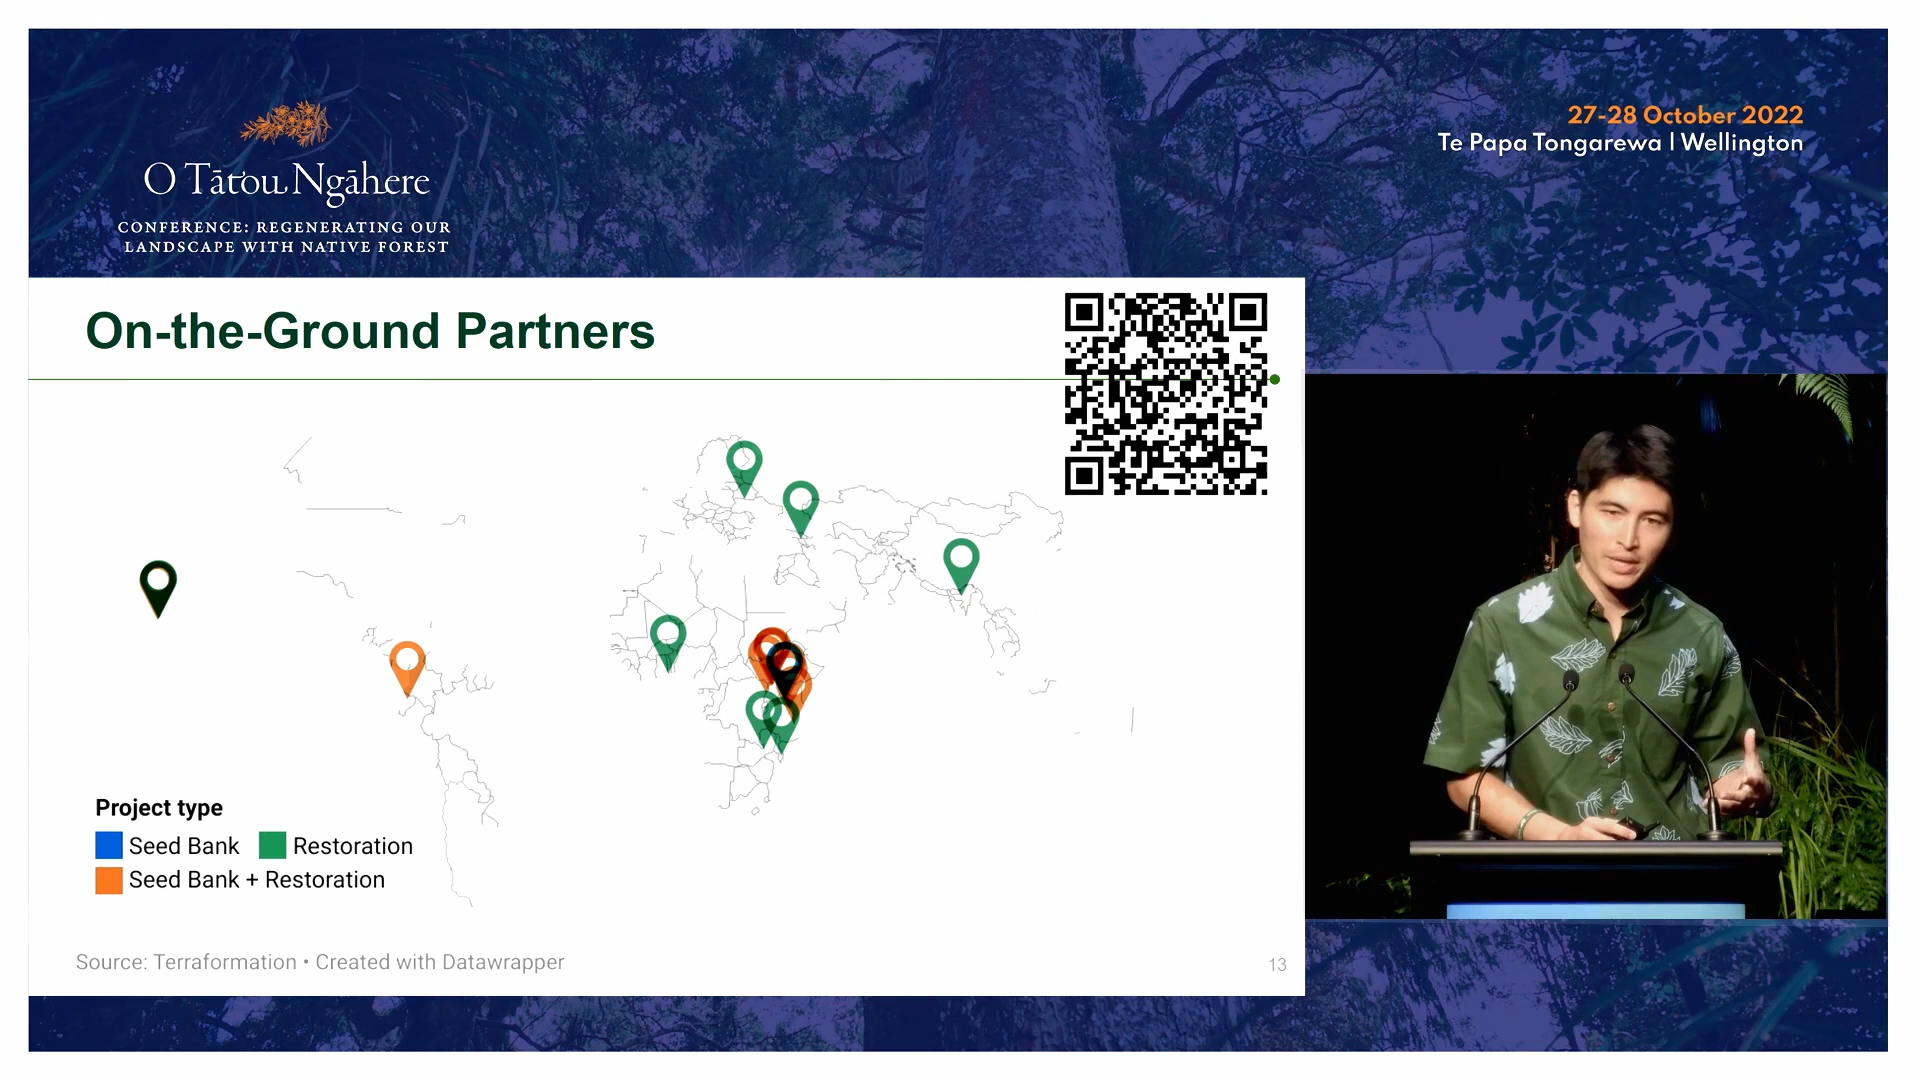 O Tātou Ngāhere
CONFERENCE: REGENERATING OUR
LANDSCAPE WITH NATIVE FOREST
27-28 October 2022
Te Papa Tongarewa | Wellington
On-the-Ground Partners
Project type
Seed Bank Restoration
Seed Bank + Restoration
Source: Terraformation • Created with Datawrapper
13